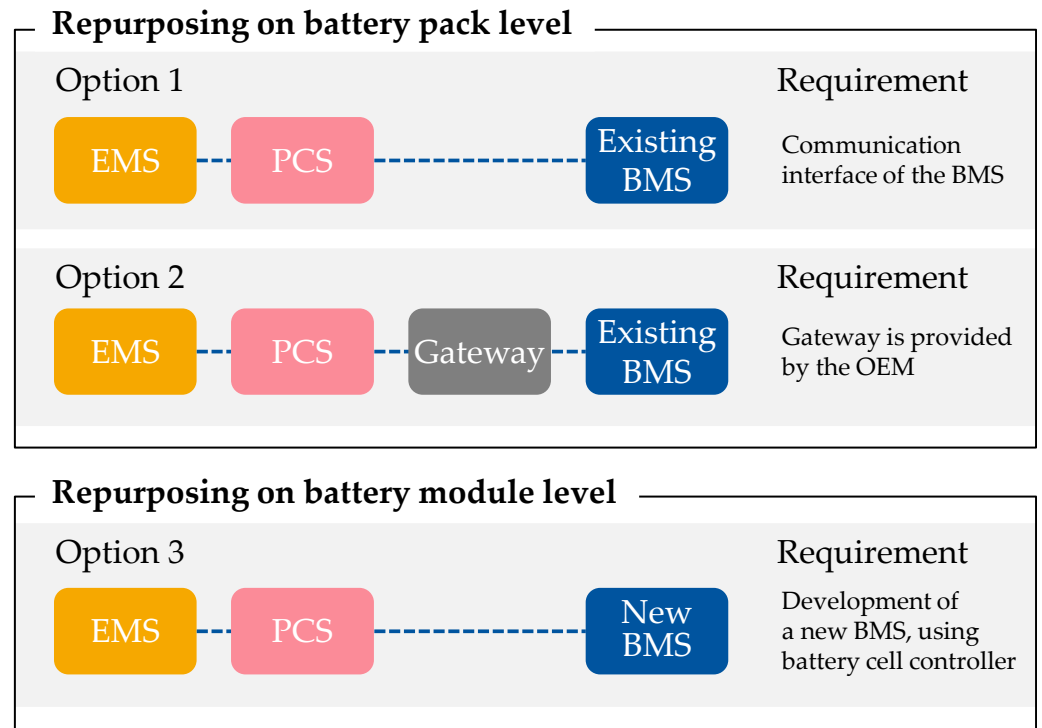 Repurposing on battery pack level
Option 1
Requirement
EMS
PCS
Existing
BMS
Communication
interface of the BMS
Option 2
Requirement
EMS
PCS
Gateway
Existing
BMS
Gateway is provided
by the OEM
Repurposing on battery module level
Option 3
Requirement
EMS
PCS
New
BMS
Development of
a new BMS, using
battery cell controller